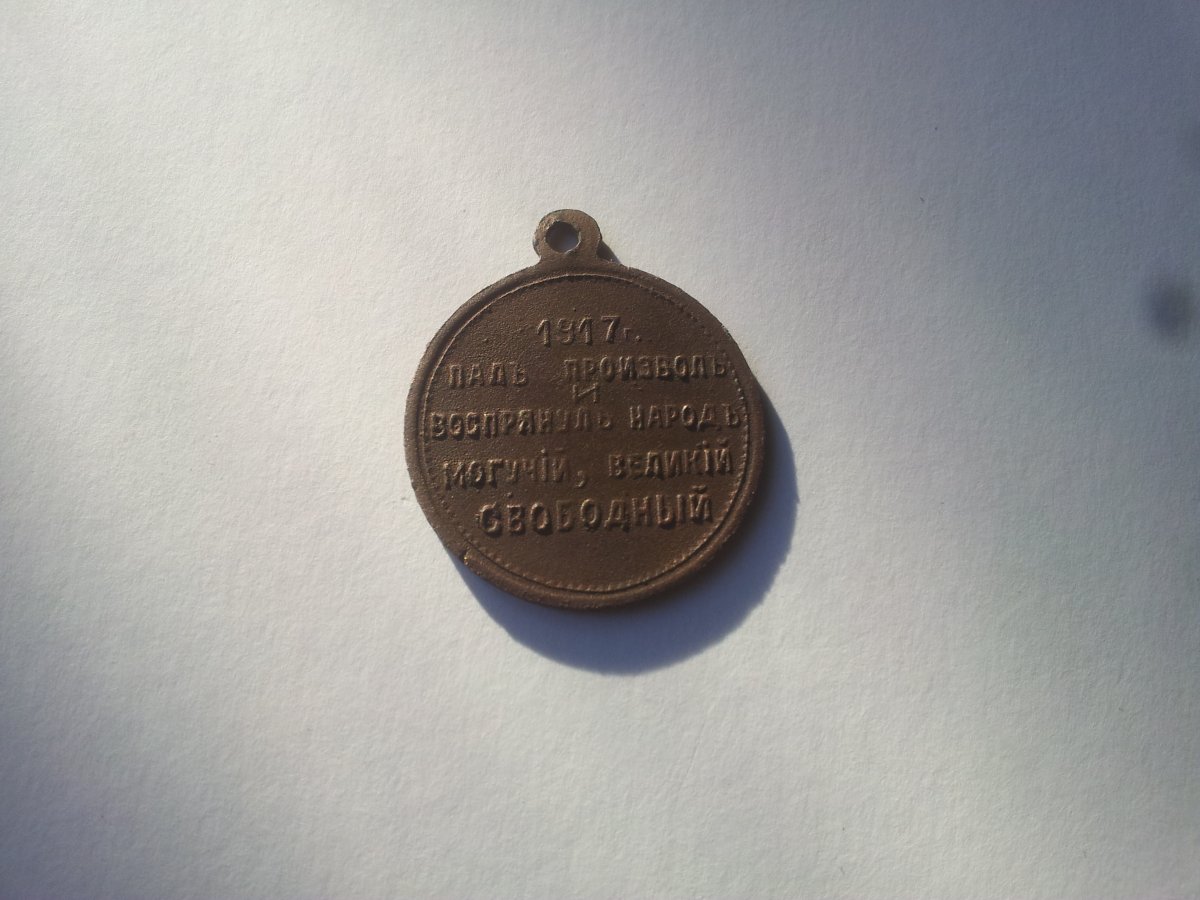 1917г.
ПАЛЪ ПРОИЗВОЛЪ
И
ВОСПРЯНУЛЪ НАРОДЪ
МОГУЧІЙ, ВЕЛИКІЙ
СВОБОДНЫЙ